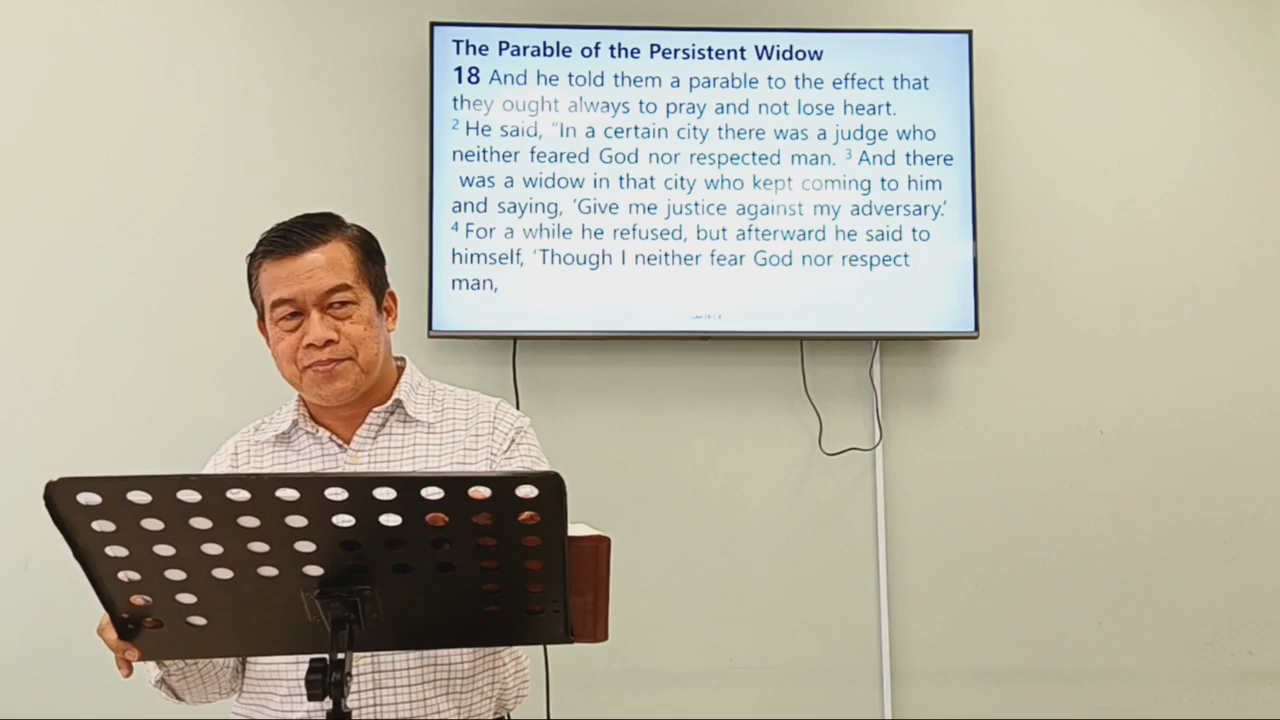 The Parable of the Persistent Widow
18 And he told them a parable to the effect that
they ought always to pray and not lose heart.
2 He said, “In a certain city there was a judge who
neither feared God nor respected man. 3 And there
was a widow in that city who kept coming to him
and saying, ‘Give me justice against my adversary.’
4 For a while he refused, but afterward he said to
himself, ‘Though I neither fear God nor respect
man,